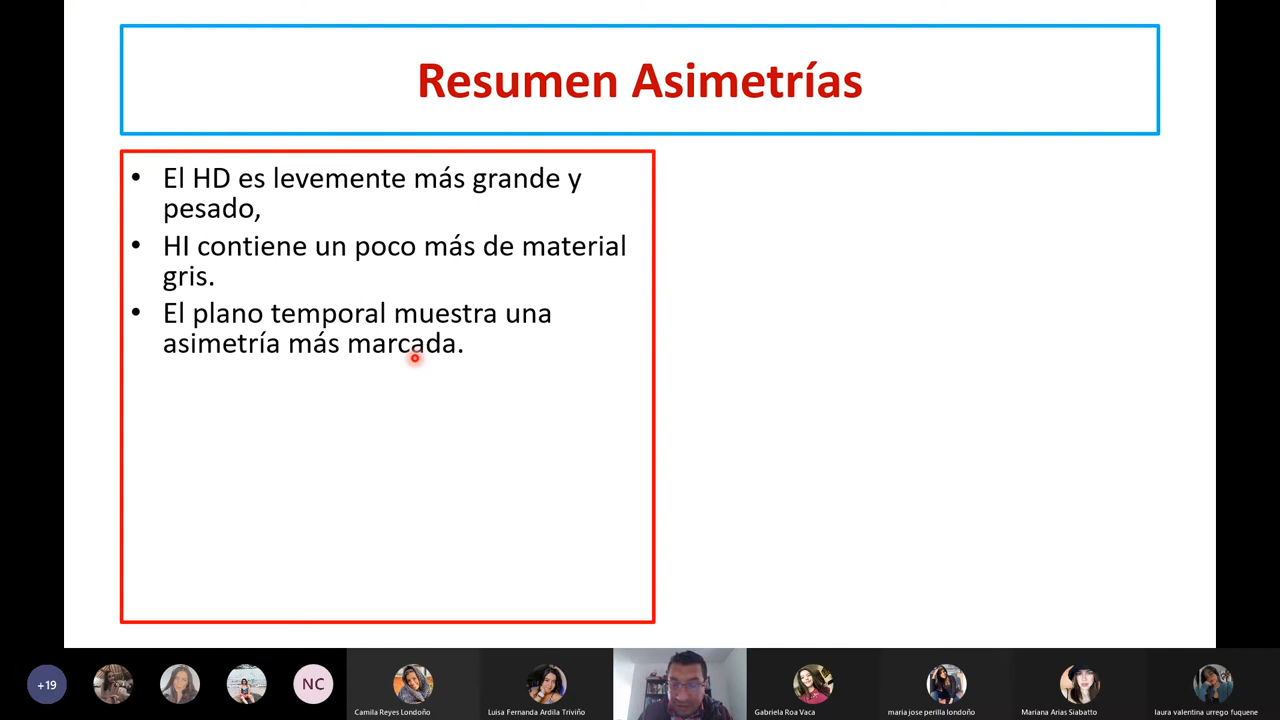 Resumen Asimetrías
• El HD es levemente más grande y
pesado,
• HI contiene un poco más de material
gris.
• El plano temporal muestra una
asimetría más marcada.
+19
NC
Camila Reyes Londoño
Luisa Fernanda Ardila Triviño
Gabriela Roa Vaca
maria jose perilla londoño
Mariana Arias Siabatto
laura valentina urrego fuquene